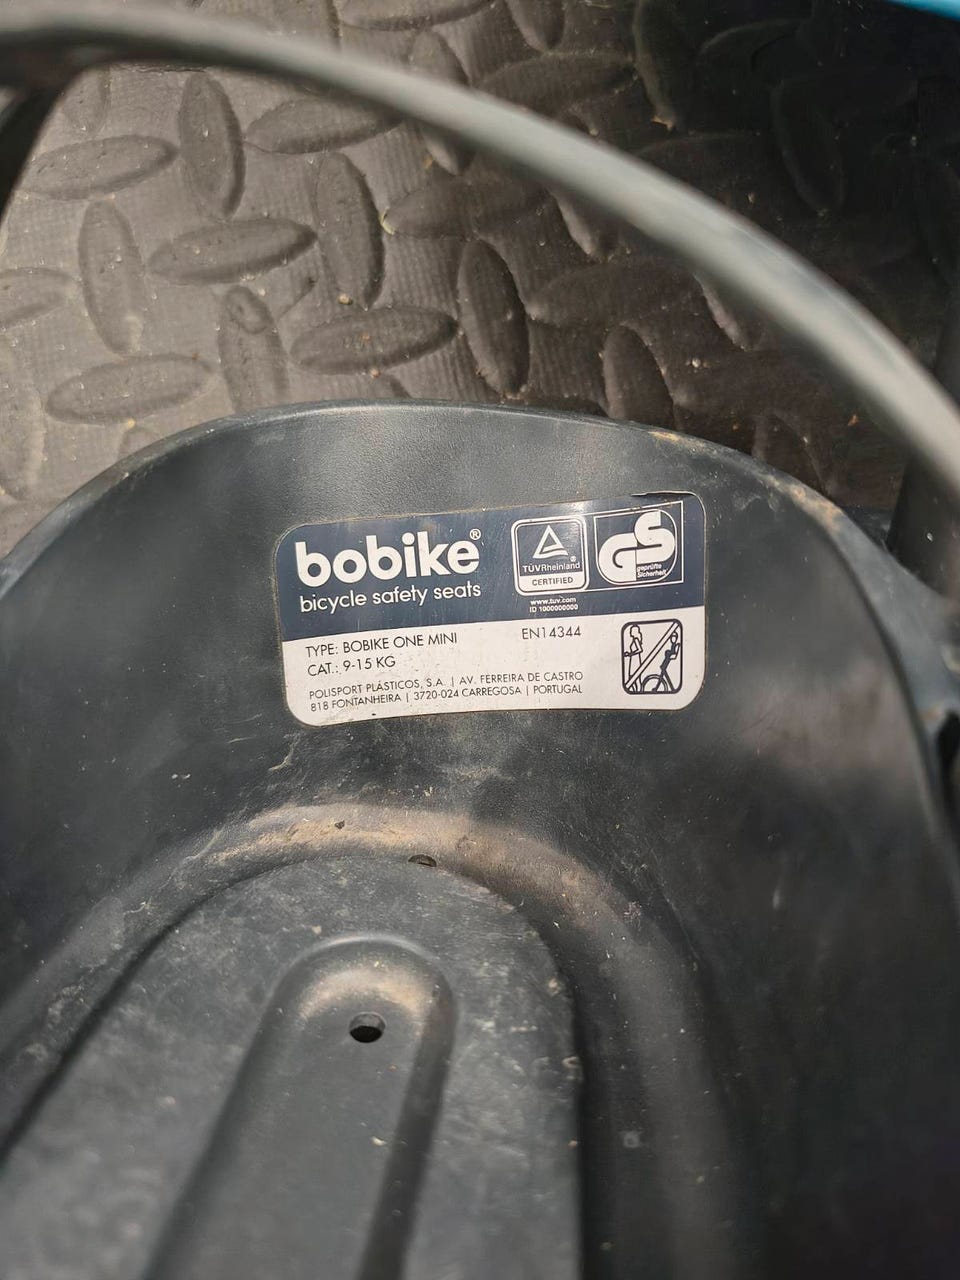 bobike®
bicycle safety seats
TÜVRheinland®
CERTIFIED
www.tuv.com
ID 1000000000
GS
geprüfte
Sicherheit
TYPE: BOBIKE ONE MINI
EN14344
CAT.: 9-15 KG
POLISPORT PLÁSTICOS, S.A. | AV. FERREIRA DE CASTRO
818 FONTANHEIRA | 3720-024 CARREGOSA | PORTUGAL